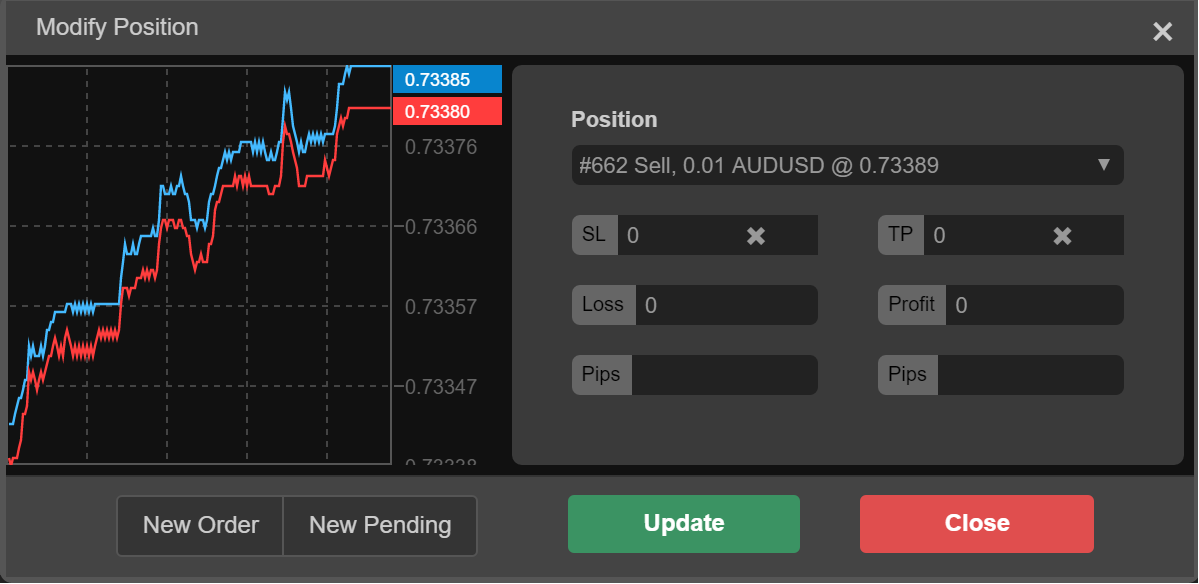 Modify Position
0.73385
0.73380
0.73376
0.73366
0.73357
0.73347
0.73338
Position
#662 Sell, 0.01 AUDUSD @ 0.73389
SL 0
TP 0
Loss 0
Profit 0
Pips
Pips
New Order
New Pending
Update
Close